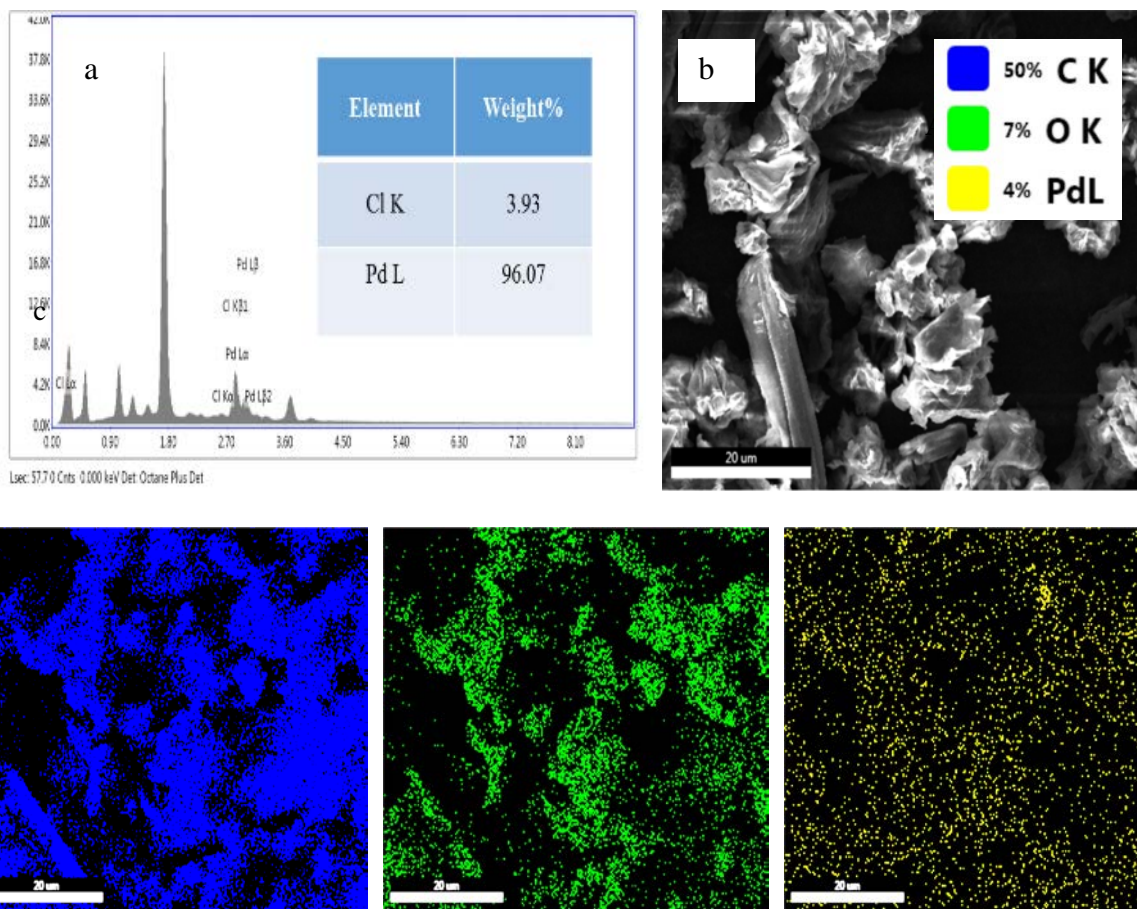 42.0K
37.8K
33.6K
29.4K
25.2K
21.0K
16.8K
12.6K
8.4K
4.2K
0.0K
a
c
Element Weight%
Cl K 3.93
Pd L 96.07
Pd Lβ
Cl Kβ1
Pd Lα
Cl Kα Pd Lβ2
Cl Lα
0.00 0.90 1.80 2.70 3.60 4.50 5.40 6.30 7.20 8.10
Lsec: 57.7 0 Cnts 0.000 keV Det: Octane Plus Det
b
50% C K
7% O K
4% PdL
20 um
20 um
20 um
20 um